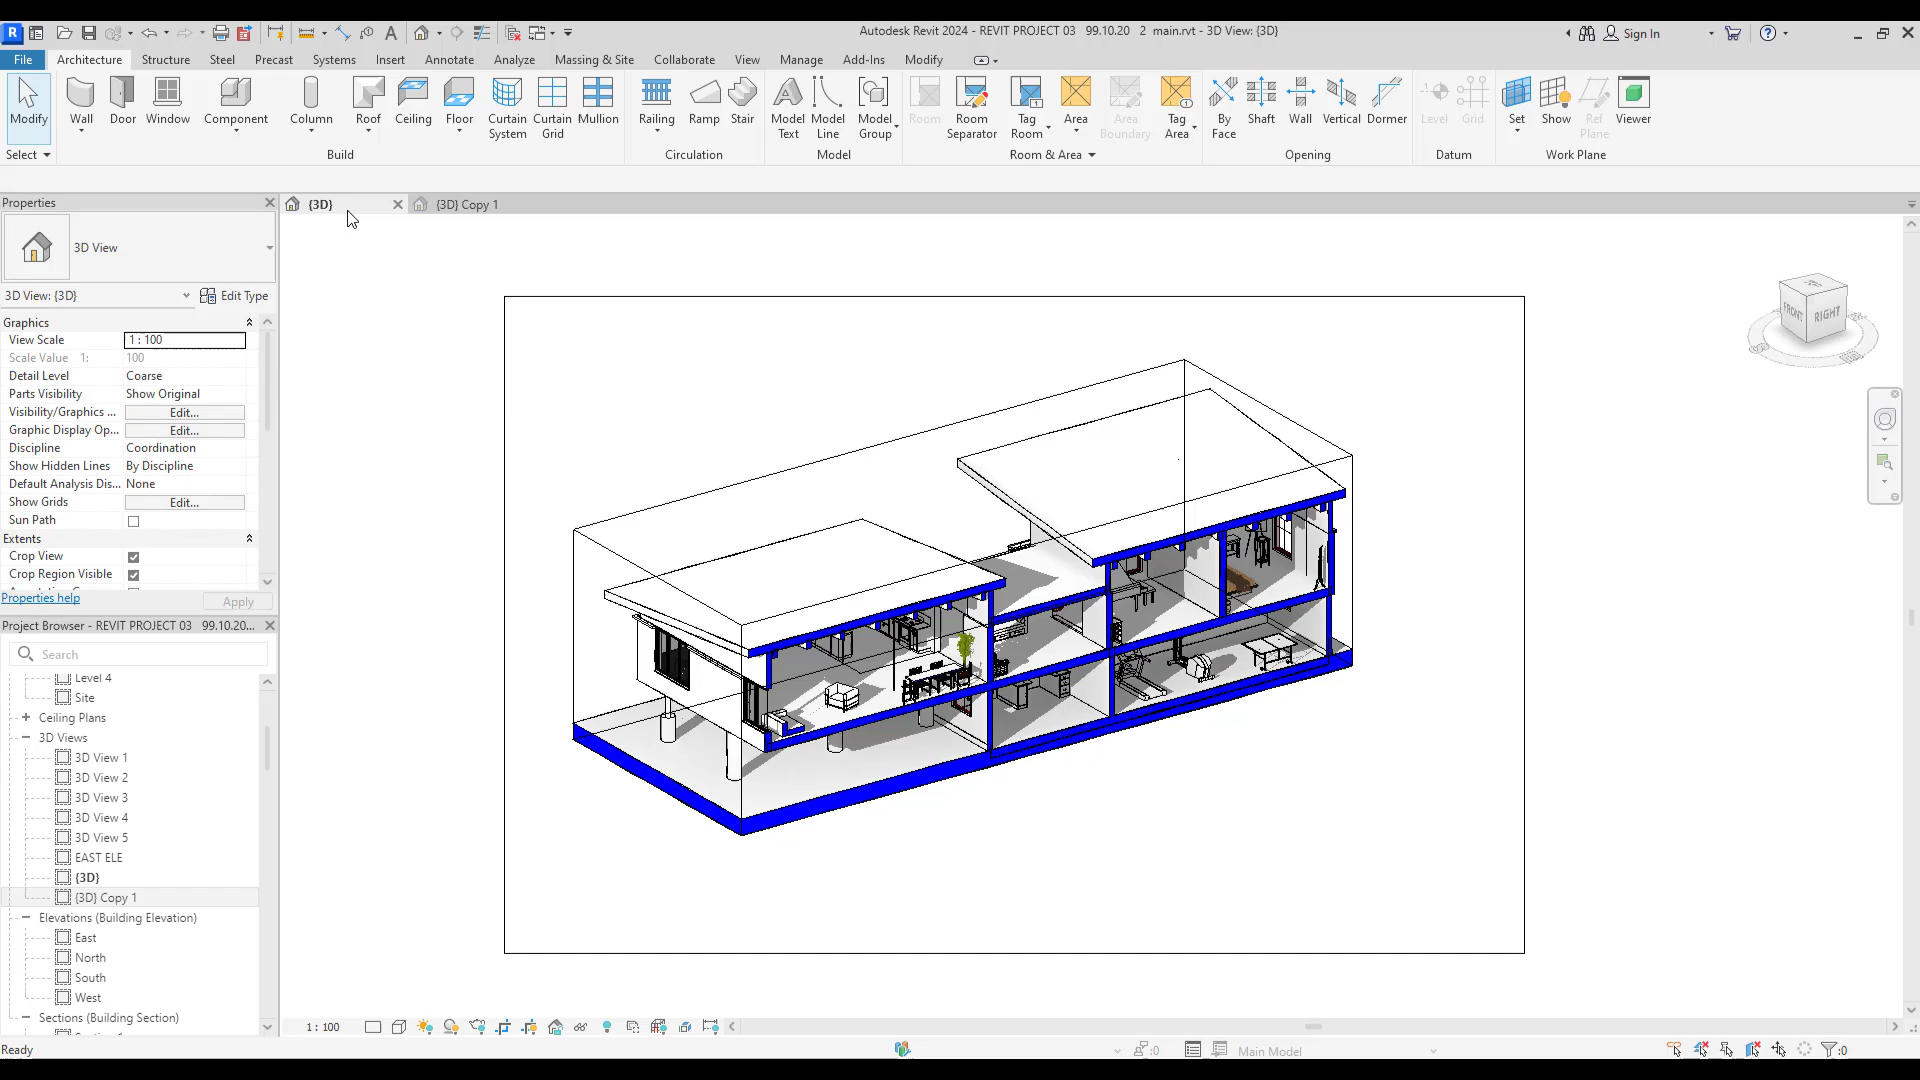 Autodesk Revit 2024 - REVIT PROJECT 03 99.10.20 2 main.rvt - 3D View: {3D}
Sign In
File Architecture Structure Steel Precast Systems Insert Annotate Analyze Massing & Site Collaborate View Manage Add-Ins Modify
Modify Wall Door Window Component Column Roof Ceiling Floor Curtain System Curtain Grid Mullion Railing Ramp Stair Model Text Model Line Model Group Room Room Separator Tag Room Area Area Boundary Tag Area By Face Shaft Wall Vertical Dormer Level Grid Set Show Ref Plane Viewer
Select Build Circulation Model Room & Area Opening Datum Work Plane
Properties
{3D} {3D} Copy 1
3D View
3D View: {3D} Edit Type
Graphics
View Scale 1 : 100
Scale Value 1: 100
Detail Level Coarse
Parts Visibility Show Original
Visibility/Graphics ... Edit...
Graphic Display Op... Edit...
Discipline Coordination
Show Hidden Lines By Discipline
Default Analysis Dis... None
Show Grids Edit...
Sun Path
Extents
Crop View
Crop Region Visible
Properties help Apply
Project Browser - REVIT PROJECT 03 99.10.20...
Search
Level 4
Site
Ceiling Plans
3D Views
3D View 1
3D View 2
3D View 3
3D View 4
3D View 5
EAST ELE
{3D}
{3D} Copy 1
Elevations (Building Elevation)
East
North
South
West
Sections (Building Section)
FRONT RIGHT
1 : 100
Ready
:0
Main Model
:0